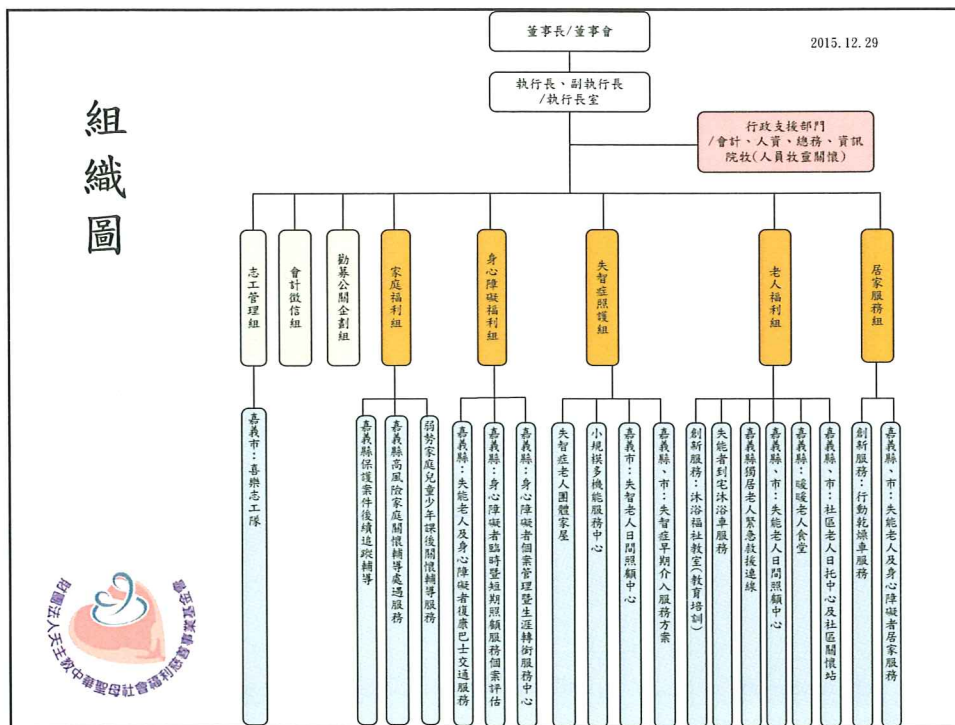 董事長/董事會
2015.12.29
執行長、副執行長
/執行長室
行政支援部門
/會計、人資、總務、資訊
院牧(人員牧靈關懷)
組織圖
志工管理組
會計徵信組
勸募公關企劃組
家庭福利組
身心障礙福利組
失智症照護組
老人福利組
居家服務組
嘉義市：喜樂志工隊
嘉義縣保護案件後續追蹤輔導
嘉義縣高風險家庭關懷輔導處遇服務
弱勢家庭兒童少年課後關懷輔導服務
嘉義縣：失能老人及身心障礙者復康巴士交通服務
嘉義縣：身心障礙者臨時暨短期照顧服務個案評估
嘉義縣：身心障礙者個案管理暨生涯轉銜服務中心
失智症老人團體家屋
小規模多機能服務中心
嘉義市：失智老人日間照顧中心
嘉義縣、市：失智症早期介入服務方案
創新服務：沐浴福祉教室(教育培訓)
失能者到宅沐浴車服務
嘉義縣獨居老人緊急救援連線
嘉義縣、市：失能老人日間照顧中心
嘉義縣：暖暖老人食堂
嘉義縣、市：社區老人日托中心及社區關懷站
創新服務：行動乾燥車服務
嘉義縣、市：失能老人及身心障礙者居家服務
財團法人天主教中華聖母社會福利慈善事業基金會